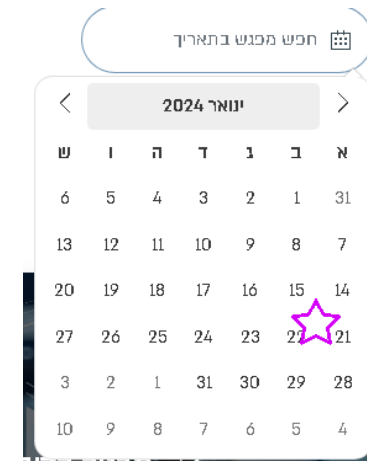 חפש מפגש בתאריך
ינואר 2024
א ב ג ד ה ו ש
31 1 2 3 4 5 6
7 8 9 10 11 12 13
14 15 16 17 18 19 20
21 22 23 24 25 26 27
28 29 30 31 1 2 3
4 5 6 7 8 9 10